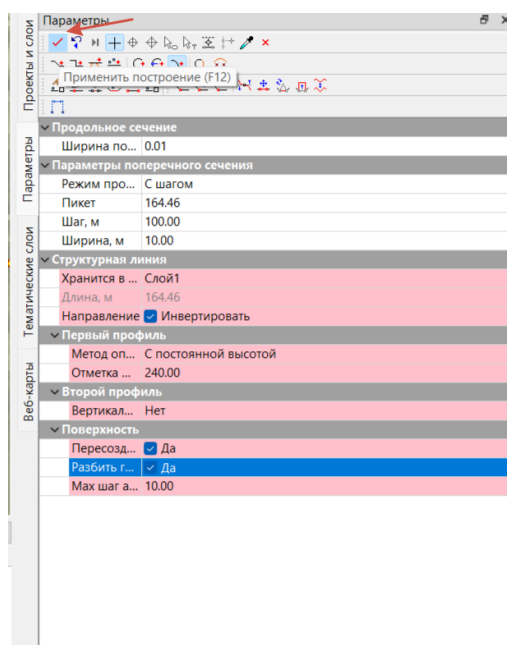 Параметры
Проекты и слои
Параметры
Тематические слои
Веб-карты
Применить построение (F12)
Продольное сечение
Ширина по... 0.01
Параметры поперечного сечения
Режим про... С шагом
Пикет 164.46
Шаг, м 100.00
Ширина, м 10.00
Структурная линия
Хранится в ... Слой1
Длина, м 164.46
Направление Инвертировать
Первый профиль
Метод оп... С постоянной высотой
Отметка ... 240.00
Второй профиль
Вертикал... Нет
Поверхность
Пересозд... Да
Разбить г... Да
Мах шаг а... 10.00